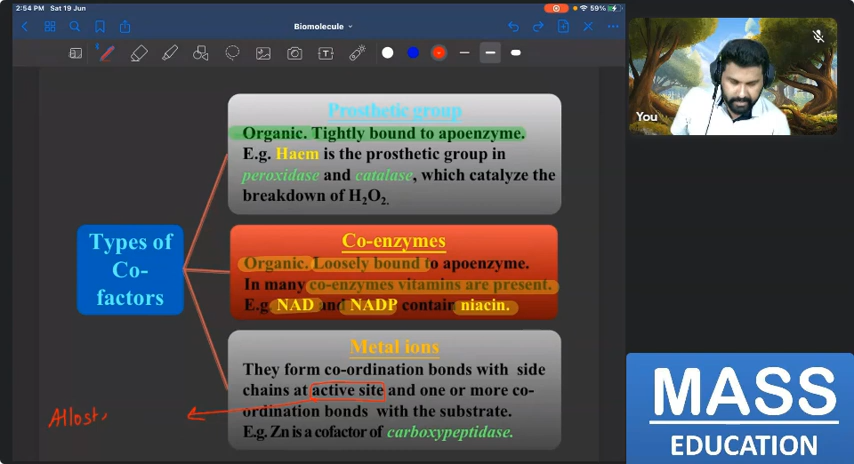 2:54 PM Sat 19 Jun
59%
Biomolecule
Prosthetic group
Organic. Tightly bound to apoenzyme.
E.g. Haem is the prosthetic group in
peroxidase and catalase, which catalyze the
breakdown of H₂O₂.
You
Types of
Co-
factors
Co-enzymes
Organic. Loosely bound to apoenzyme.
In many co-enzymes vitamins are present.
E.g. NAD and NADP contain niacin.
Metal ions
They form co-ordination bonds with side
chains at active site and one or more co-
ordination bonds with the substrate.
E.g. Zn is a cofactor of carboxypeptidase.
Allost
MASS
EDUCATION